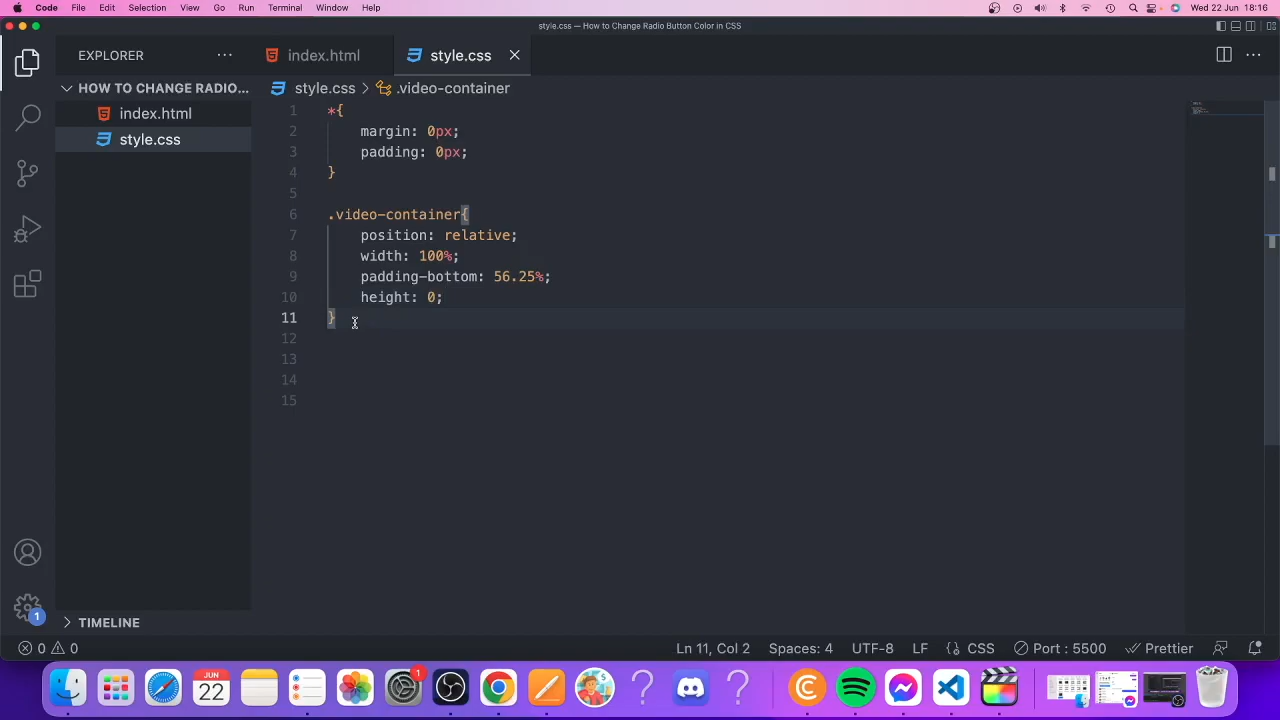 Code File Edit Selection View Go Run Terminal Window Help Wed 22 Jun 18:16
style.css — How to Change Radio Button Color in CSS
EXPLORER ··· index.html style.css
HOW TO CHANGE RADIO... style.css > .video-container
index.html
style.css
1 *{
2 margin: 0px;
3 padding: 0px;
4 }
5
6 .video-container{
7 position: relative;
8 width: 100%;
9 padding-bottom: 56.25%;
10 height: 0;
11 }
12
13
14
15
1
TIMELINE
0 0 Ln 11, Col 2 Spaces: 4 UTF-8 LF {} CSS Port : 5500 Prettier
JUN
22
1